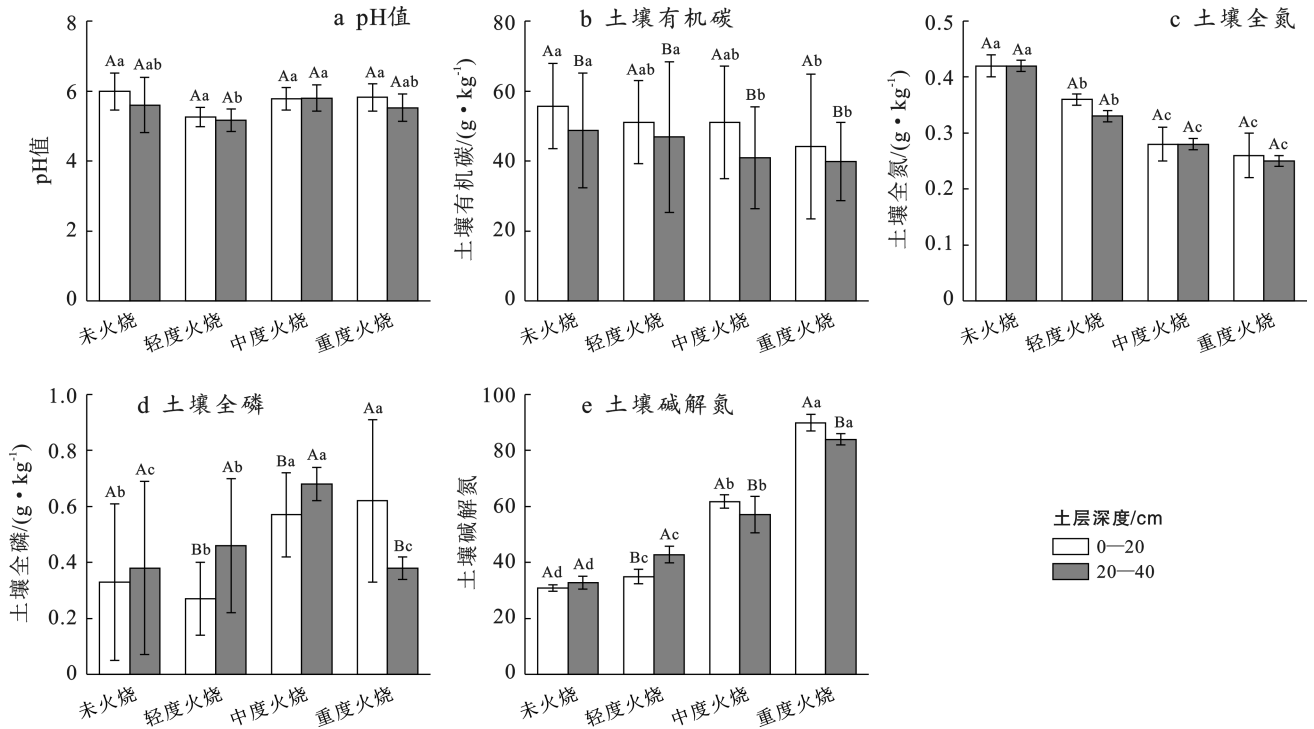 a pH值
pH值
8
6
4
2
0
Aa Aab Aa Ab Aa Aa Aa Aab
未火烧 轻度火烧 中度火烧 重度火烧
b 土壤有机碳
土壤有机碳/(g·kg⁻¹)
80
60
40
20
0
Aa Ba Aab Ba Aab Bb Ab Bb
未火烧 轻度火烧 中度火烧 重度火烧
c 土壤全氮
土壤全氮/(g·kg⁻¹)
0.5
0.4
0.3
0.2
0.1
0
Aa Aa Ab Ab Ac Ac Ac Ac
未火烧 轻度火烧 中度火烧 重度火烧
d 土壤全磷
土壤全磷/(g·kg⁻¹)
1.0
0.8
0.6
0.4
0.2
0
Ab Ac Bb Ab Ba Aa Aa Bc
未火烧 轻度火烧 中度火烧 重度火烧
e 土壤碱解氮
土壤碱解氮
100
80
60
40
20
0
Ad Ad Bc Ac Ab Bb Aa Ba
未火烧 轻度火烧 中度火烧 重度火烧
土层深度/cm
0—20
20—40